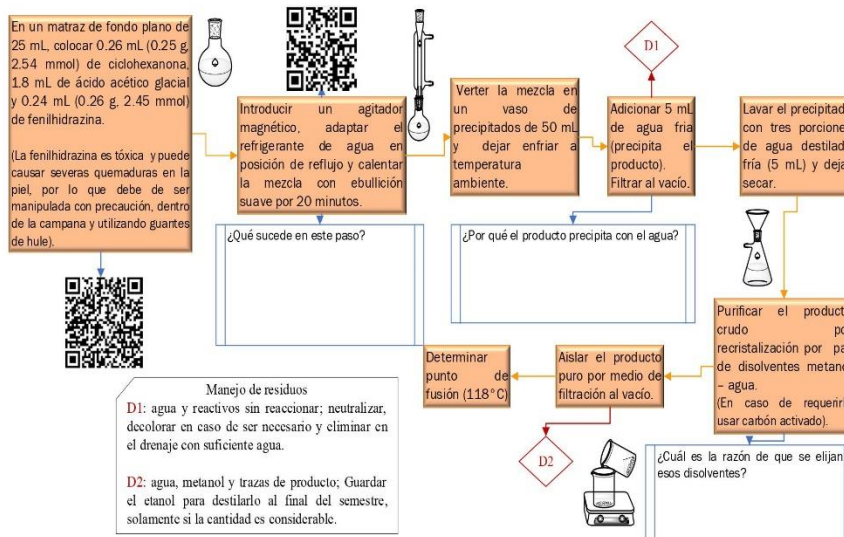 En un matraz de fondo plano de
25 mL, colocar 0.26 mL (0.25 g,
2.54 mmol) de ciclohexanona,
1.8 mL de ácido acético glacial
y 0.24 mL (0.26 g, 2.45 mmol)
de fenilhidrazina.
(La fenilhidrazina es tóxica y puede
causar severas quemaduras en la
piel, por lo que debe de ser
manipulada con precaución, dentro
de la campana y utilizando guantes
de hule).
Introducir un agitador
magnético, adaptar el
refrigerante de agua en
posición de reflujo y calentar
la mezcla con ebullición
suave por 20 minutos.
¿Qué sucede en este paso?
Verter la mezcla en
un vaso de
precipitados de 50 mL
y dejar enfriar a
temperatura
ambiente.
D1
Adicionar 5 mL
de agua fria
(precipita el
producto).
Filtrar al vacío.
¿Por qué el producto precipita con el agua?
Lavar el precipitad
con tres porcione
de agua destilad
fría (5 mL) y deja
secar.
Purificar el product
crudo po
recristalización por pa
de disolventes metano
– agua.
(En caso de requerirl
usar carbón activado).
¿Cuál es la razón de que se elijan
esos disolventes?
Aislar el producto
puro por medio de
filtración al vacío.
D2
Determinar
punto de
fusión (118°C)
Manejo de residuos
D1: agua y reactivos sin reaccionar; neutralizar,
decolorar en caso de ser necesario y eliminar en
el drenaje con suficiente agua.
D2: agua, metanol y trazas de producto; Guardar
el etanol para destilarlo al final del semestre,
solamente si la cantidad es considerable.